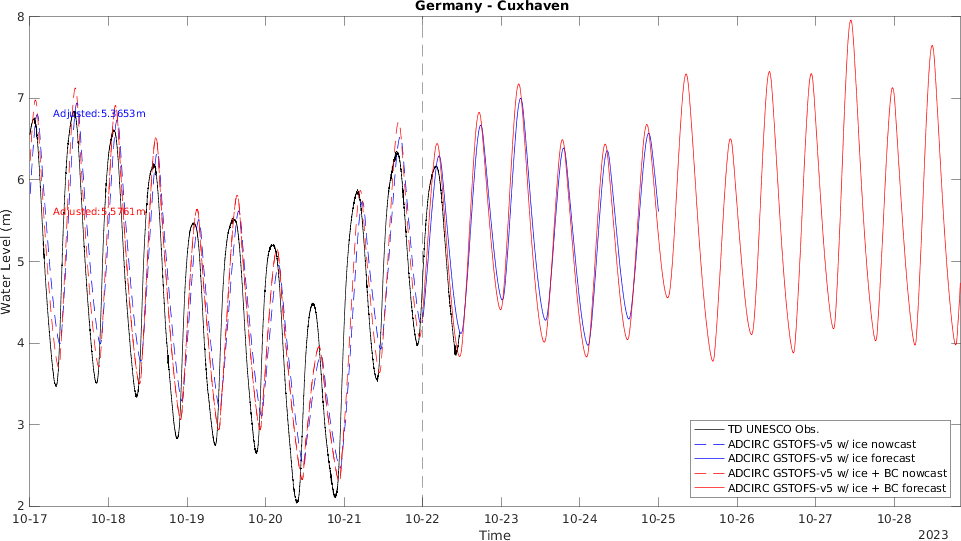 Germany - Cuxhaven
8
7
6
5
4
3
2
Water Level (m)
Adjusted:5.3653m
Adjusted:5.5761m
TD UNESCO Obs.
ADCIRC GSTOFS-v5 w/ ice nowcast
ADCIRC GSTOFS-v5 w/ ice forecast
ADCIRC GSTOFS-v5 w/ ice + BC nowcast
ADCIRC GSTOFS-v5 w/ ice + BC forecast
10-17 10-18 10-19 10-20 10-21 10-22 10-23 10-24 10-25 10-26 10-27 10-28
Time
2023